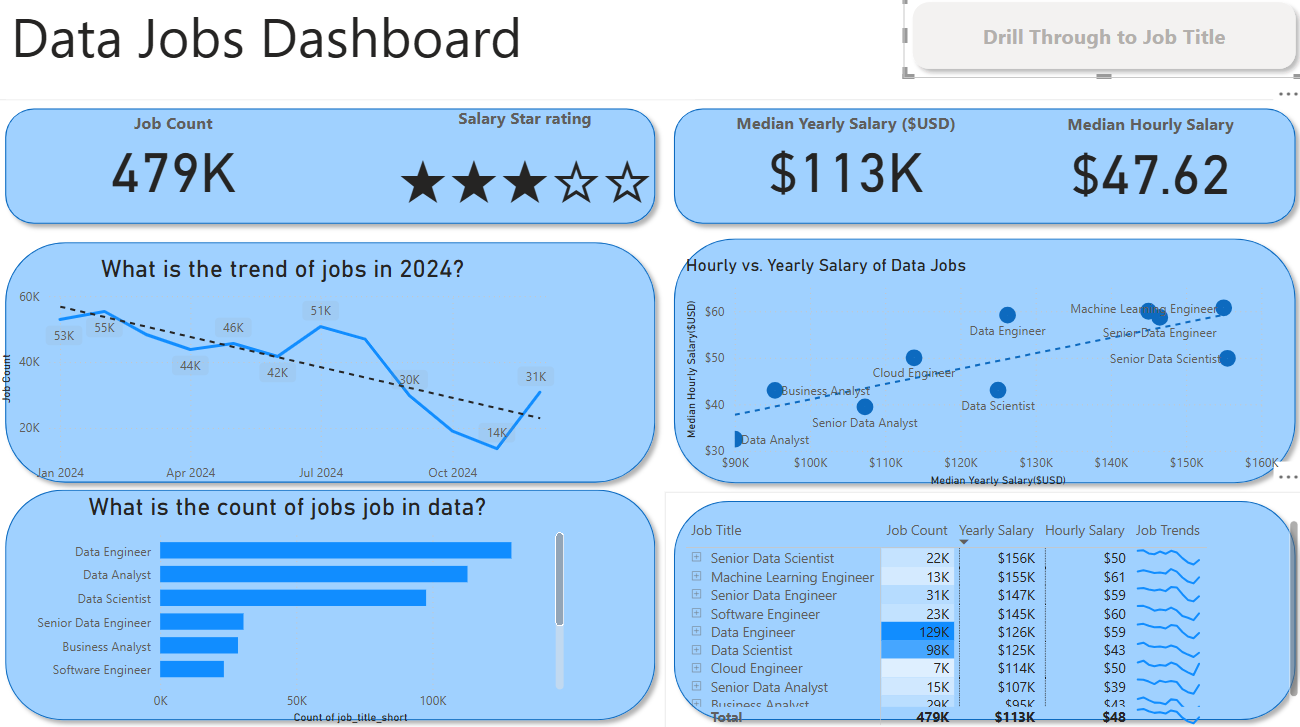 Data Jobs Dashboard
Drill Through to Job Title
Job Count
479K
Salary Star rating
★★★☆☆
Median Yearly Salary ($USD)
$113K
Median Hourly Salary
$47.62
What is the trend of jobs in 2024?
60K
40K
20K
Job Count
53K
55K
44K
46K
42K
51K
30K
14K
31K
Jan 2024
Apr 2024
Jul 2024
Oct 2024
Hourly vs. Yearly Salary of Data Jobs
Median Hourly Salary($USD)
$60
$50
$40
$30
Machine Learning Engineer
Data Engineer
Senior Data Engineer
Senior Data Scientist
Cloud Engineer
Business Analyst
Data Scientist
Senior Data Analyst
Data Analyst
$90K $100K $110K $120K $130K $140K $150K $160K
Median Yearly Salary($USD)
What is the count of jobs job in data?
Data Engineer
Data Analyst
Data Scientist
Senior Data Engineer
Business Analyst
Software Engineer
0K 50K 100K
Count of job_title_short
Job Title Job Count Yearly Salary Hourly Salary Job Trends
Senior Data Scientist 22K $156K $50
Machine Learning Engineer 13K $155K $61
Senior Data Engineer 31K $147K $59
Software Engineer 23K $145K $60
Data Engineer 129K $126K $59
Data Scientist 98K $125K $43
Cloud Engineer 7K $114K $50
Senior Data Analyst 15K $107K $39
Business Analyst 29K $95K $43
Total 479K $113K $48